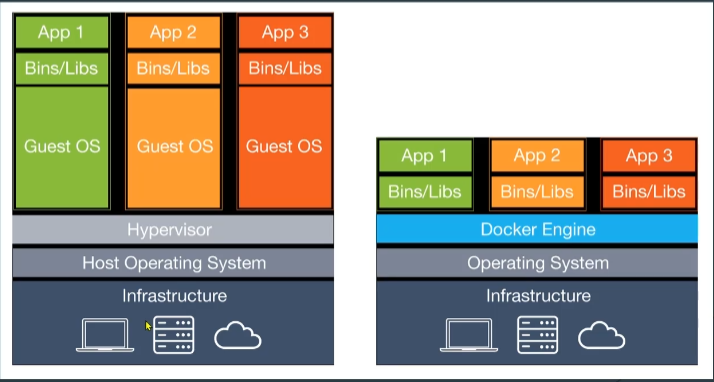 App 1
App 2
App 3
Bins/Libs
Bins/Libs
Bins/Libs
Guest OS
Guest OS
Guest OS
Hypervisor
Host Operating System
Infrastructure
App 1
App 2
App 3
Bins/Libs
Bins/Libs
Bins/Libs
Docker Engine
Operating System
Infrastructure